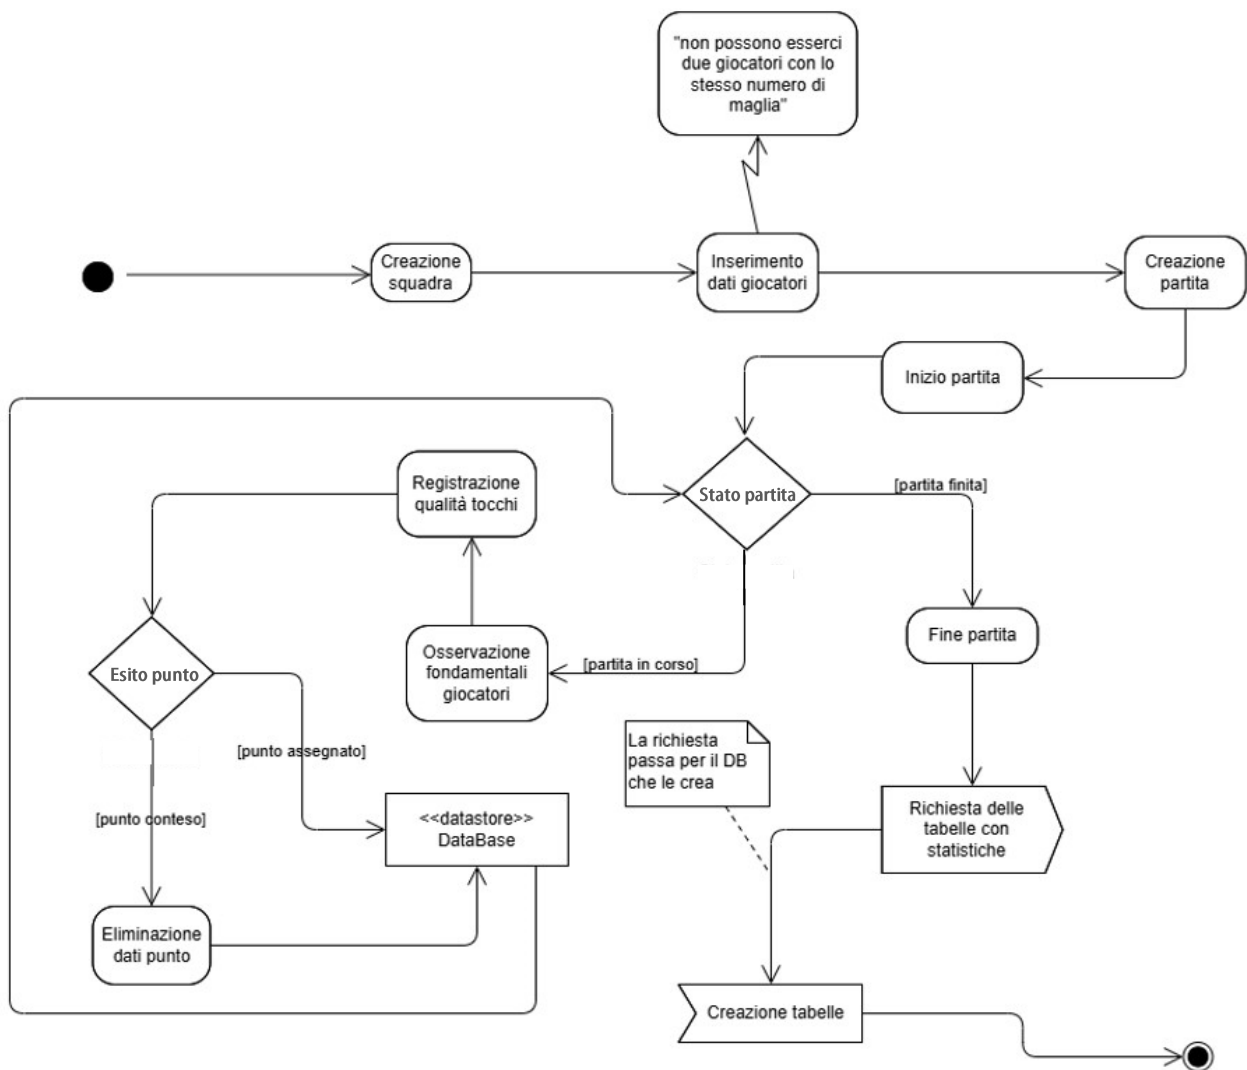 "non possono esserci
due giocatori con lo
stesso numero di
maglia"
Creazione
squadra
Inserimento
dati giocatori
Creazione
partita
Inizio partita
Registrazione
qualità tocchi
Stato partita
[partita finita]
Osservazione
fondamentali
giocatori
[partita in corso]
Fine partita
Esito punto
[punto assegnato]
[punto conteso]
La richiesta
passa per il DB
che le crea
<<datastore>>
DataBase
Richiesta delle
tabelle con
statistiche
Eliminazione
dati punto
Creazione tabelle